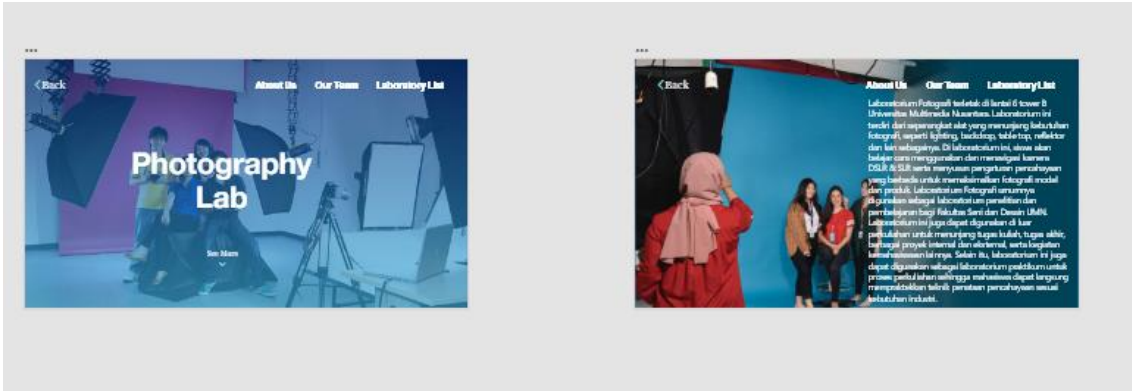 Back
About Us Our Team Laboratory List
Photography
Lab
See More
Back
About Us Our Team Laboratory List
Laboratorium Fotografi terletak di lantai 6 tower B
Universitas Multimedia Nusantara. Laboratorium ini
terdiri dari seperangkat alat yang menunjang kebutuhan
fotografi, seperti lighting, backdrop, table top, reflektor
dan lain sebagainya. Di laboratorium ini, siswa akan
belajar cara menggunakan dan menavigasi kamera
DSLR & SLR serta menyusun pengaturan pencahayaan
yang berbeda untuk memaksimalkan fotografi model
dan produk. Laboratorium Fotografi umumnya
digunakan sebagai laboratorium penelitian dan
pembelajaran bagi Fakultas Seni dan Desain UMN.
Laboratorium ini juga dapat digunakan di luar
perkuliahan untuk menunjang tugas kuliah, tugas akhir,
berbagai proyek internal dan eksternal, serta kegiatan
kemahasiswaan lainnya. Selain itu, laboratorium ini juga
dapat digunakan sebagai laboratorium praktikum untuk
proses perkuliahan sehingga mahasiswa dapat langsung
mempraktekkan teknik penataan pencahayaan sesuai
kebutuhan industri.